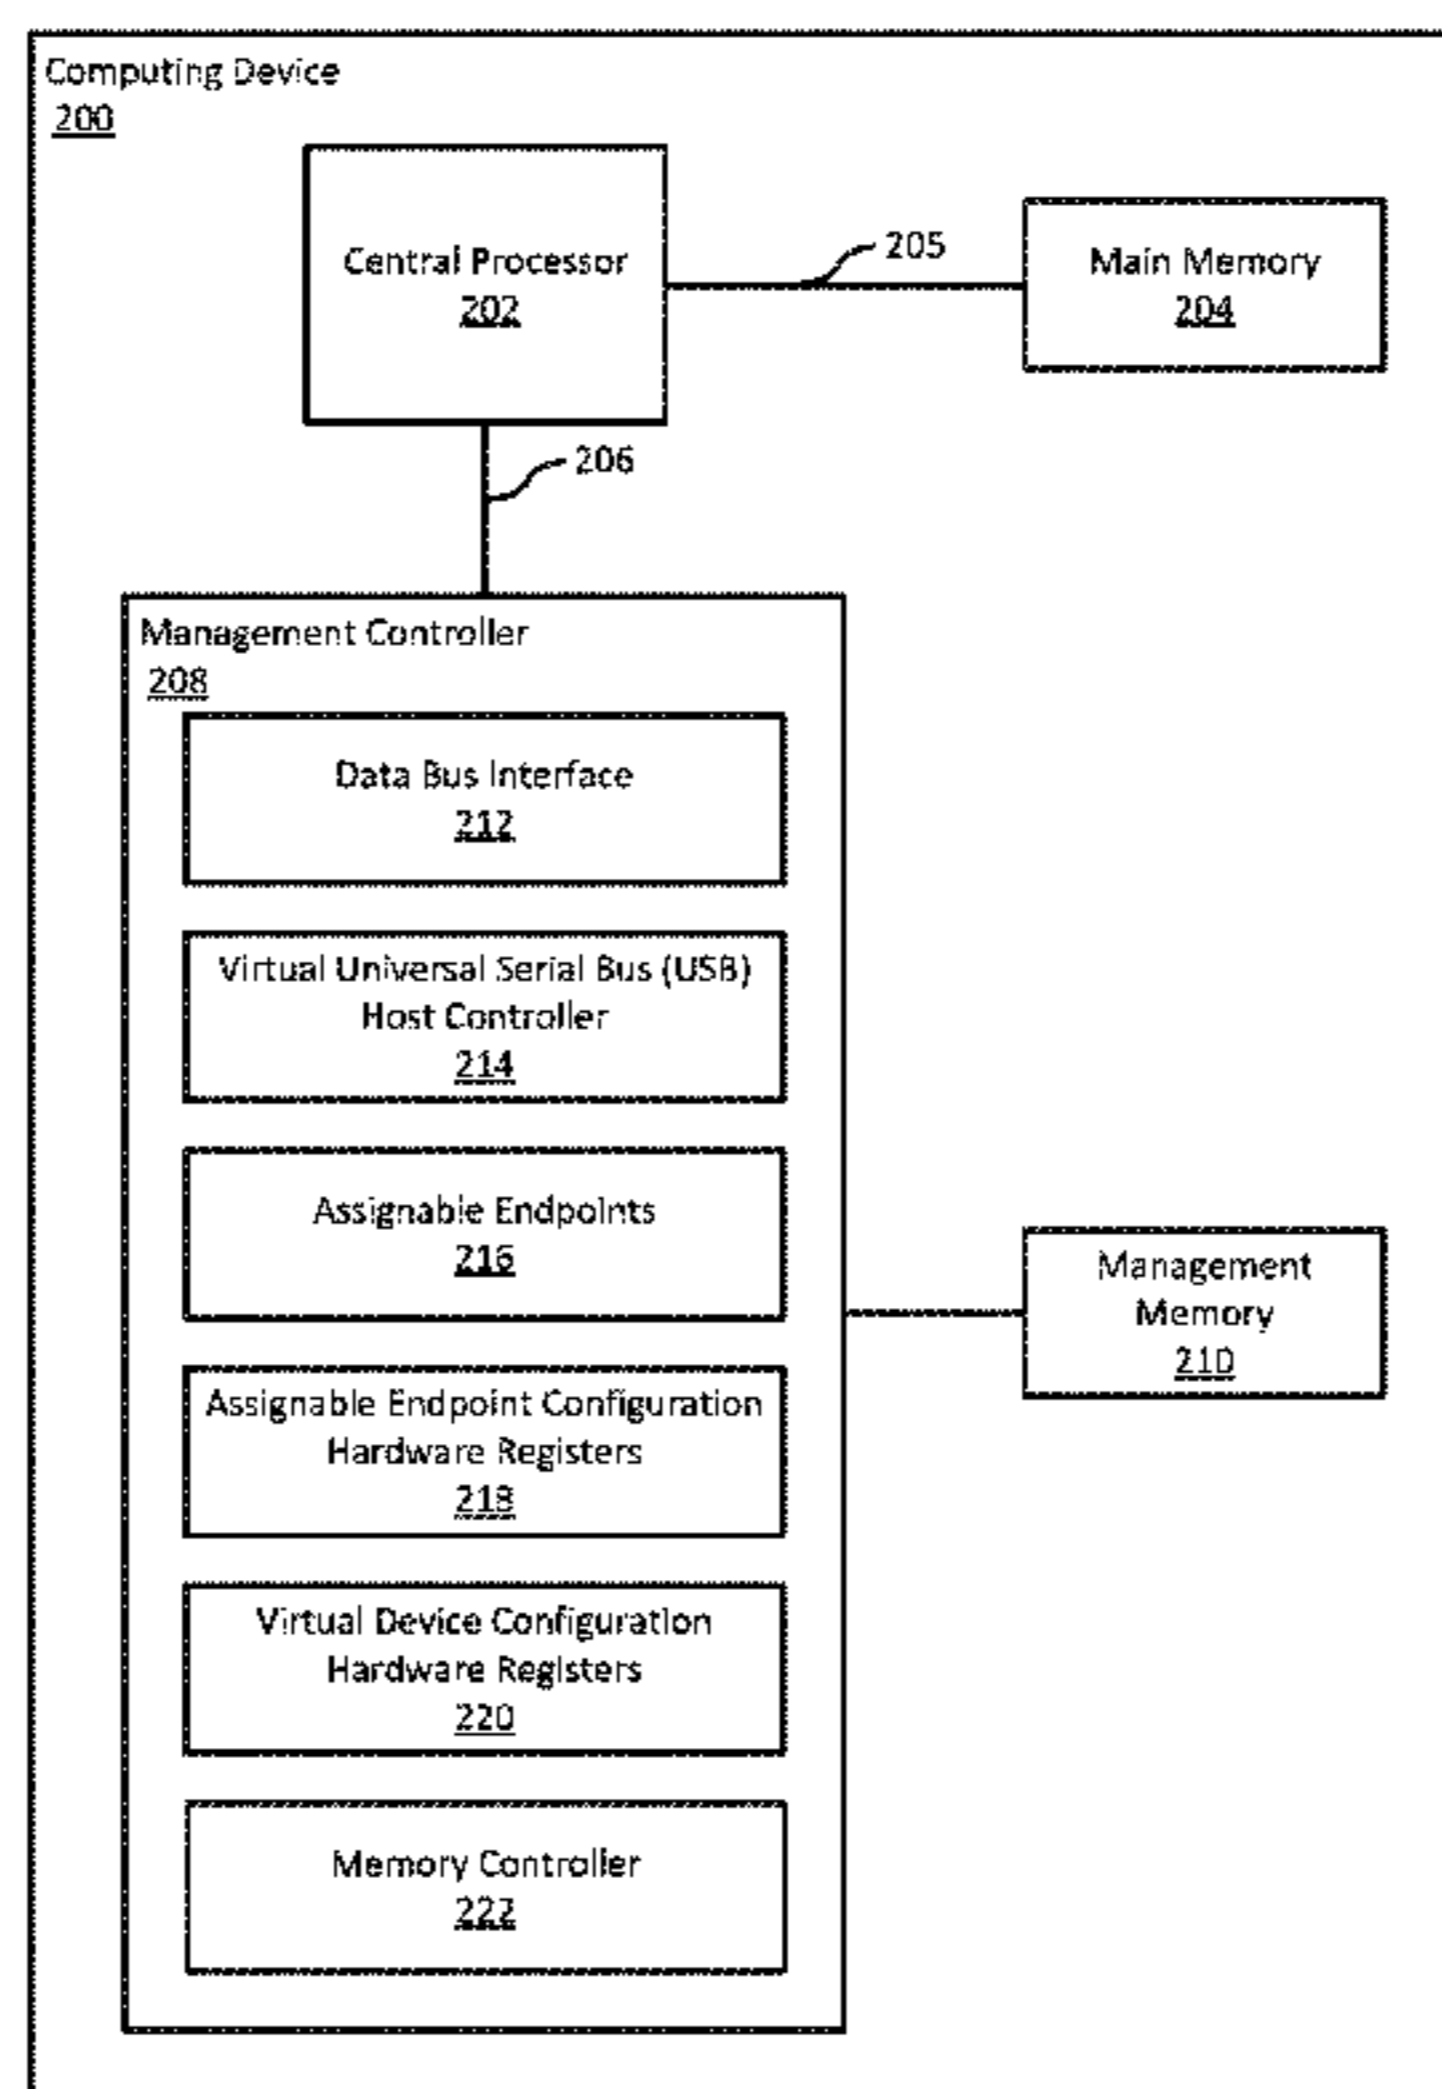 Computing Device
200
Central Processor
202
205
Main Memory
204
206
Management Controller
208
Data Bus Interface
212
Virtual Universal Serial Bus (USB)
Host Controller
214
Assignable Endpoints
216
Management
Memory
210
Assignable Endpoint Configuration
Hardware Registers
218
Virtual Device Configuration
Hardware Registers
220
Memory Controller
222